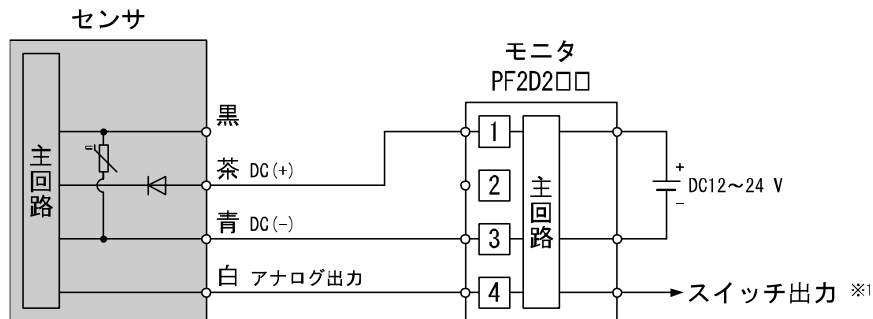 センサ
モニタ
PF2D2□□
主回路
黒
茶 DC(+)
青 DC(−)
白 アナログ出力
1
2
3
4
主回路
+
DC12～24 V
−
スイッチ出力 ※1